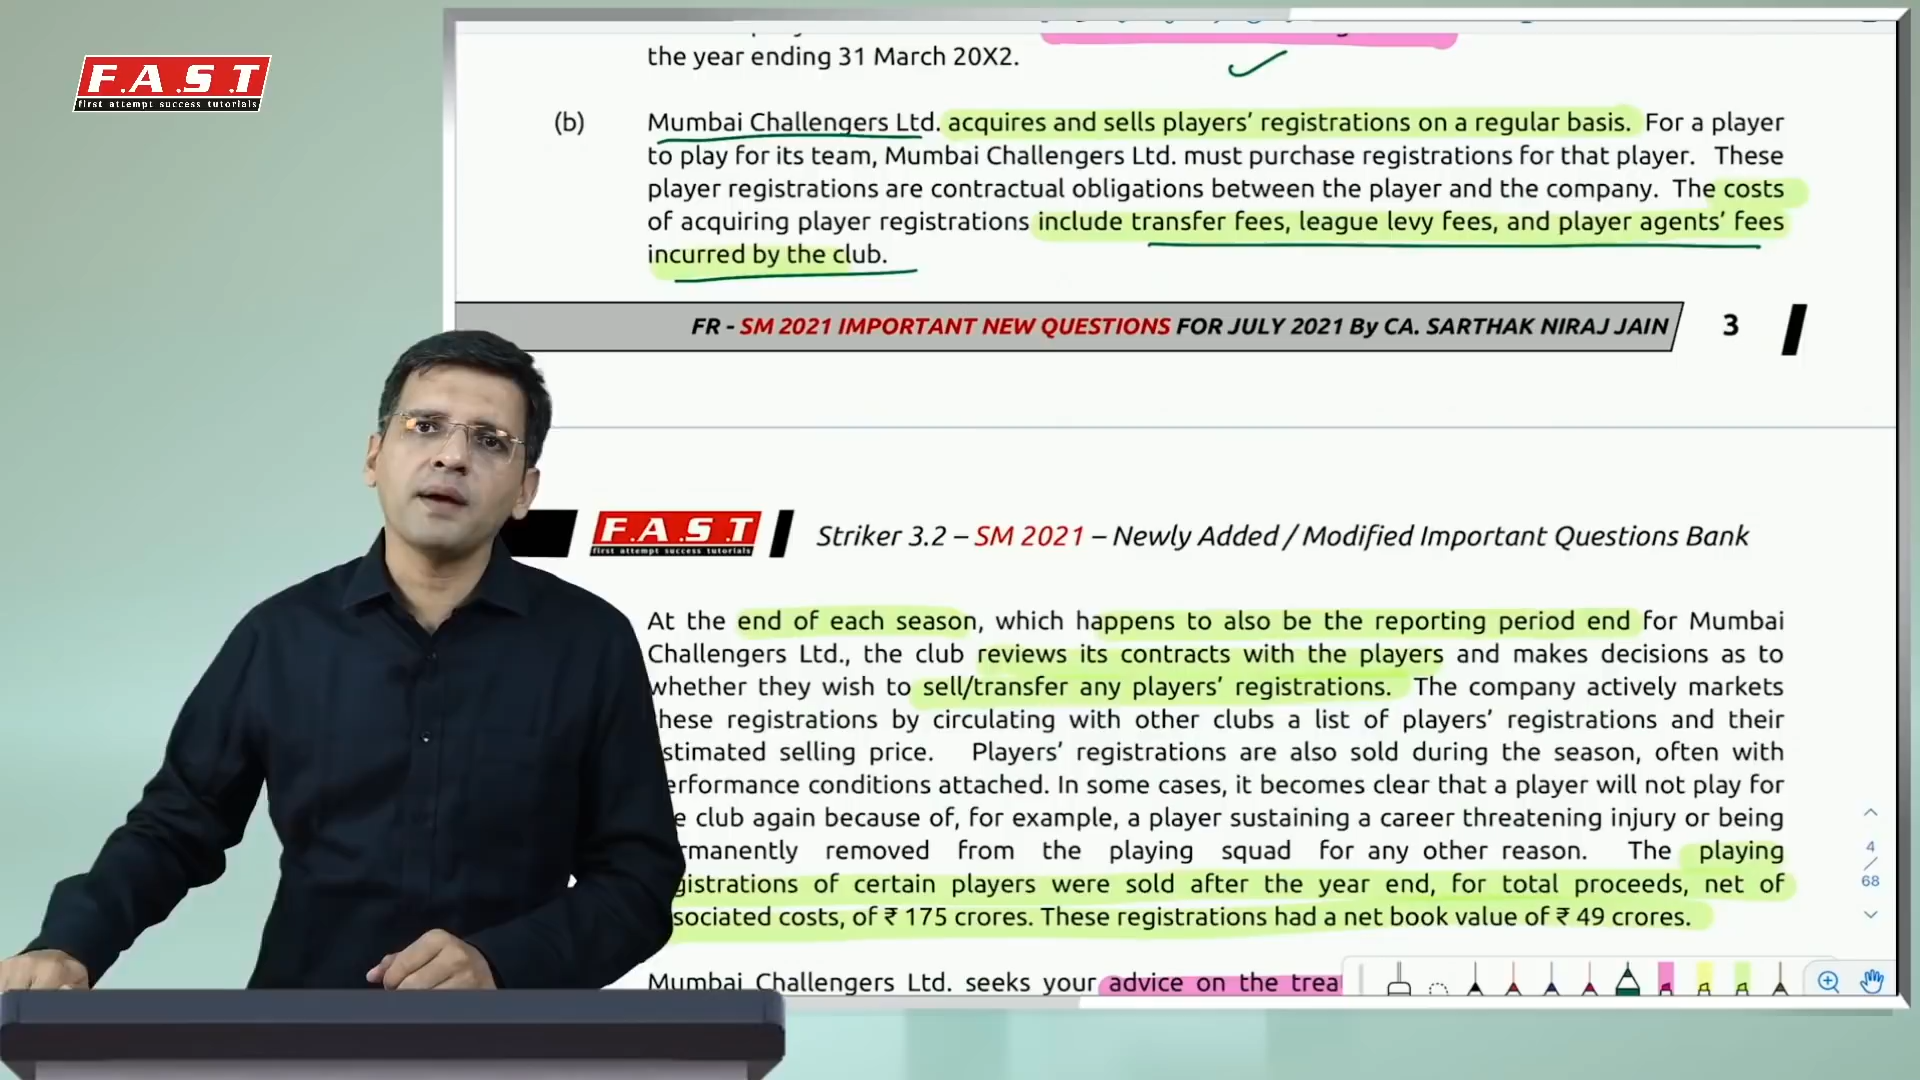 F.A.S.T
first attempt success tutorials
the year ending 31 March 20X2.
(b) Mumbai Challengers Ltd. acquires and sells players’ registrations on a regular basis. For a player
to play for its team, Mumbai Challengers Ltd. must purchase registrations for that player. These
player registrations are contractual obligations between the player and the company. The costs
of acquiring player registrations include transfer fees, league levy fees, and player agents’ fees
incurred by the club.
FR - SM 2021 IMPORTANT NEW QUESTIONS FOR JULY 2021 By CA. SARTHAK NIRAJ JAIN 3
F.A.S.T
first attempt success tutorials
Striker 3.2 – SM 2021 – Newly Added / Modified Important Questions Bank
At the end of each season, which happens to also be the reporting period end for Mumbai
Challengers Ltd., the club reviews its contracts with the players and makes decisions as to
whether they wish to sell/transfer any players’ registrations. The company actively markets
hese registrations by circulating with other clubs a list of players’ registrations and their
stimated selling price. Players’ registrations are also sold during the season, often with
erformance conditions attached. In some cases, it becomes clear that a player will not play for
e club again because of, for example, a player sustaining a career threatening injury or being
rmanently removed from the playing squad for any other reason. The playing
gistrations of certain players were sold after the year end, for total proceeds, net of
sociated costs, of ₹ 175 crores. These registrations had a net book value of ₹ 49 crores.
Mumbai Challengers Ltd. seeks your advice on the trea
4
/
68